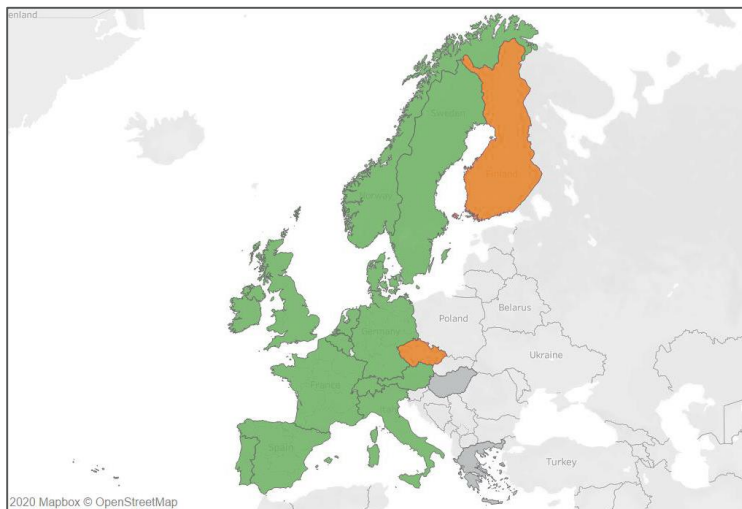 enland
Sweden
Finland
Norway
Belarus
Poland
Germany
Ukraine
France
Spain
Turkey
2020 Mapbox © OpenStreetMap